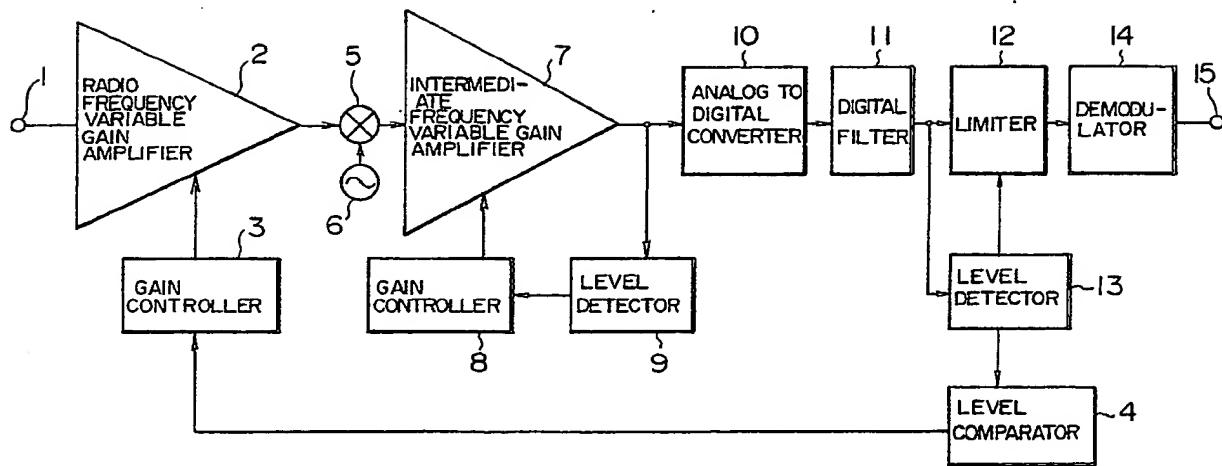 1
RADIO
FREQUENCY
VARIABLE
GAIN
AMPLIFIER
2
3
GAIN
CONTROLLER
5
6
INTERMEDI-
ATE
FREQUENCY
VARIABLE GAIN
AMPLIFIER
7
GAIN
CONTROLLER
8
LEVEL
DETECTOR
9
10
ANALOG TO
DIGITAL
CONVERTER
11
DIGITAL
FILTER
12
LIMITER
14
DEMODU-
LATOR
15
LEVEL
DETECTOR
13
LEVEL
COMPARATOR
4